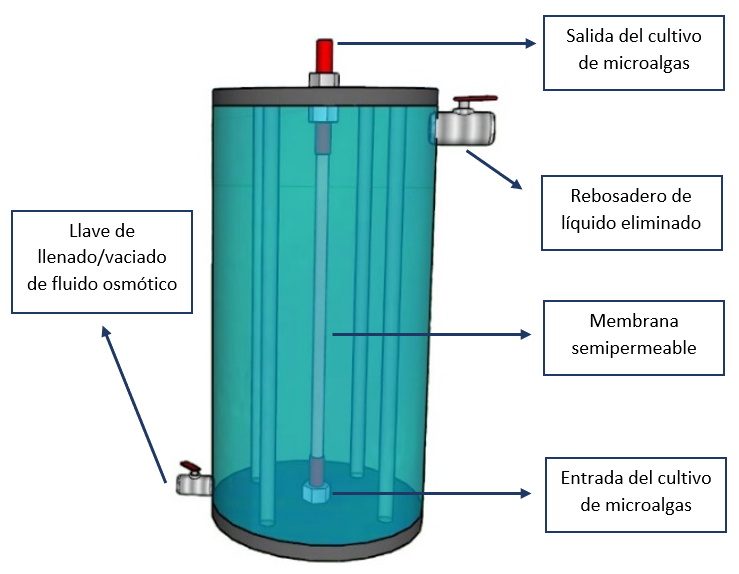 Salida del cultivo
de microalgas
Rebosadero de
líquido eliminado
Llave de
llenado/vaciado
de fluido osmótico
Membrana
semipermeable
Entrada del cultivo
de microalgas